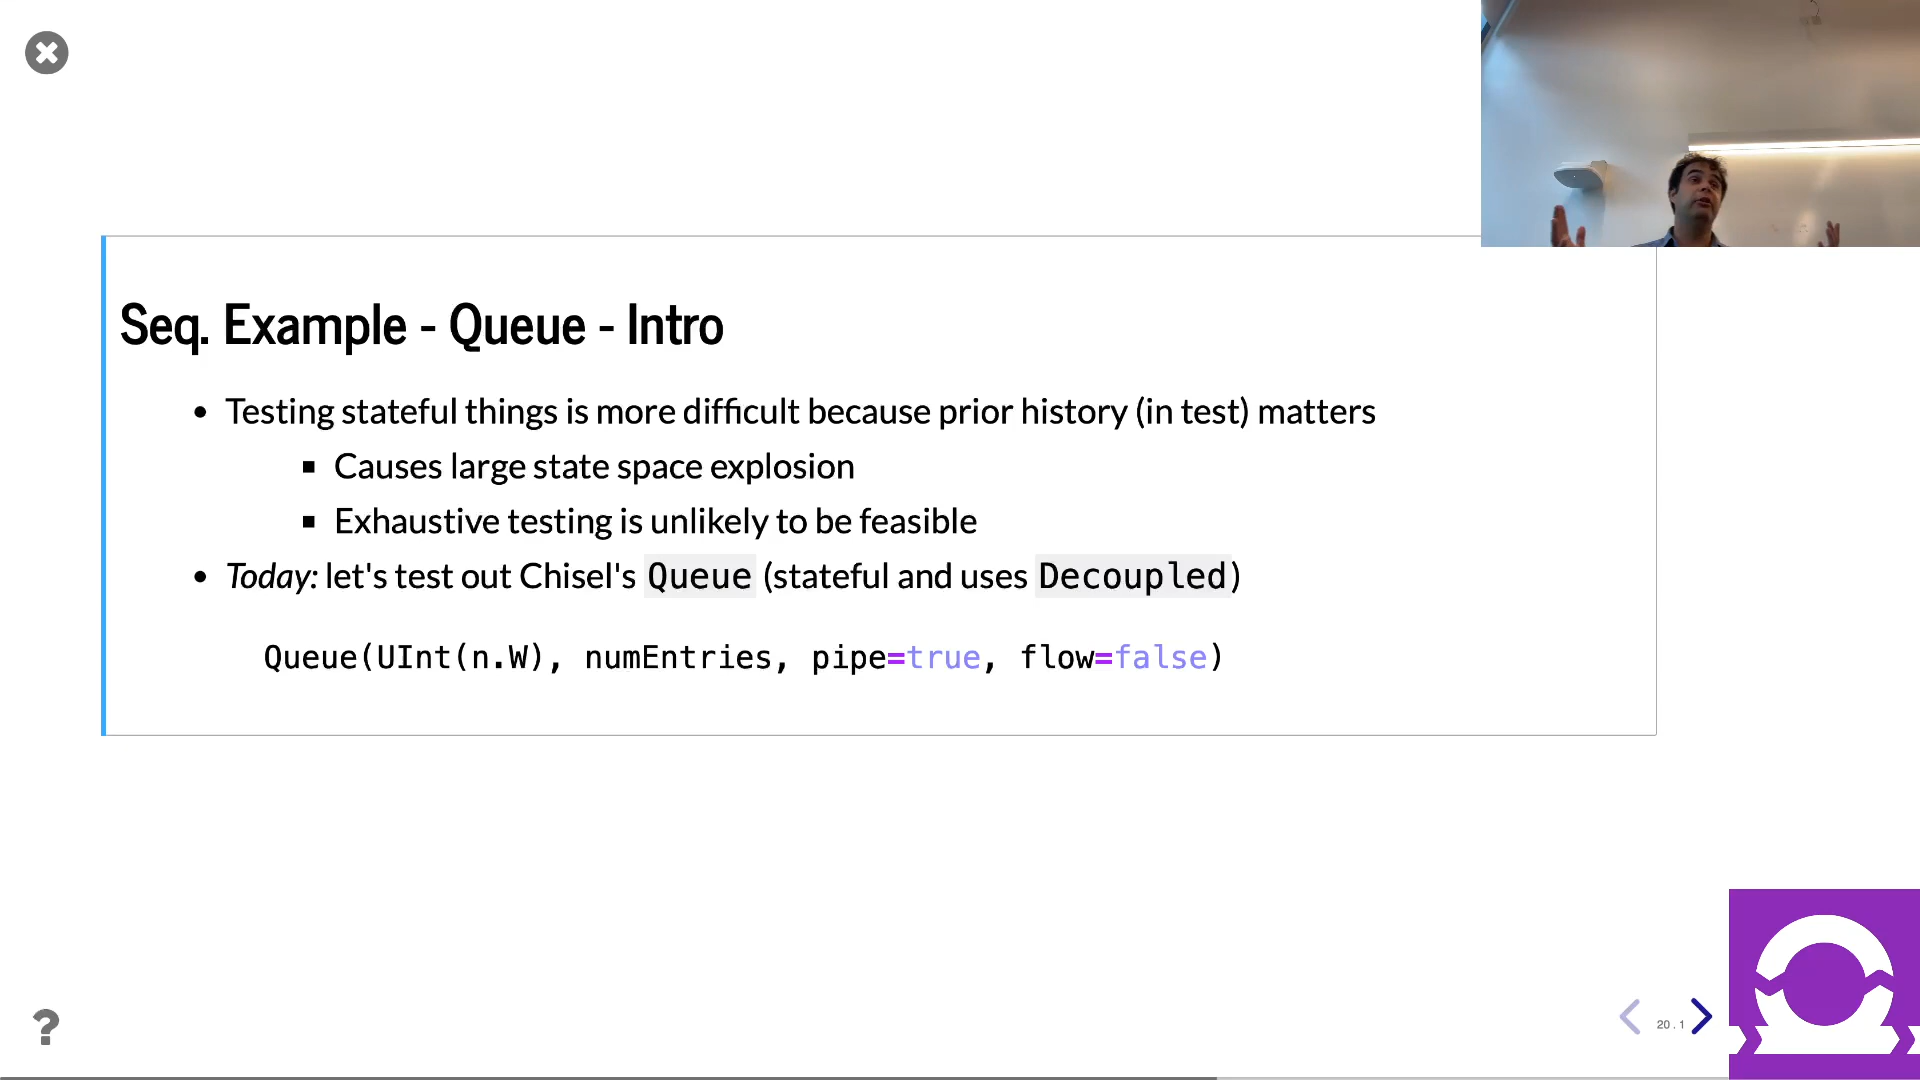 Seq. Example - Queue - Intro
• Testing stateful things is more difficult because prior history (in test) matters
▪ Causes large state space explosion
▪ Exhaustive testing is unlikely to be feasible
• Today: let's test out Chisel's Queue (stateful and uses Decoupled)
Queue(UInt(n.W), numEntries, pipe=true, flow=false)
?
20 . 1